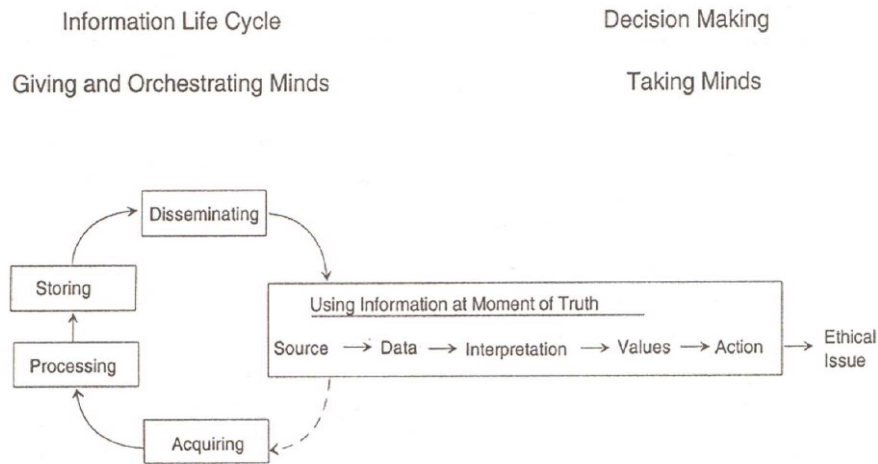 Information Life Cycle
Decision Making
Giving and Orchestrating Minds
Taking Minds
Disseminating
Storing
Processing
Acquiring
Using Information at Moment of Truth
Source
Data
Interpretation
Values
Action
Ethical
Issue